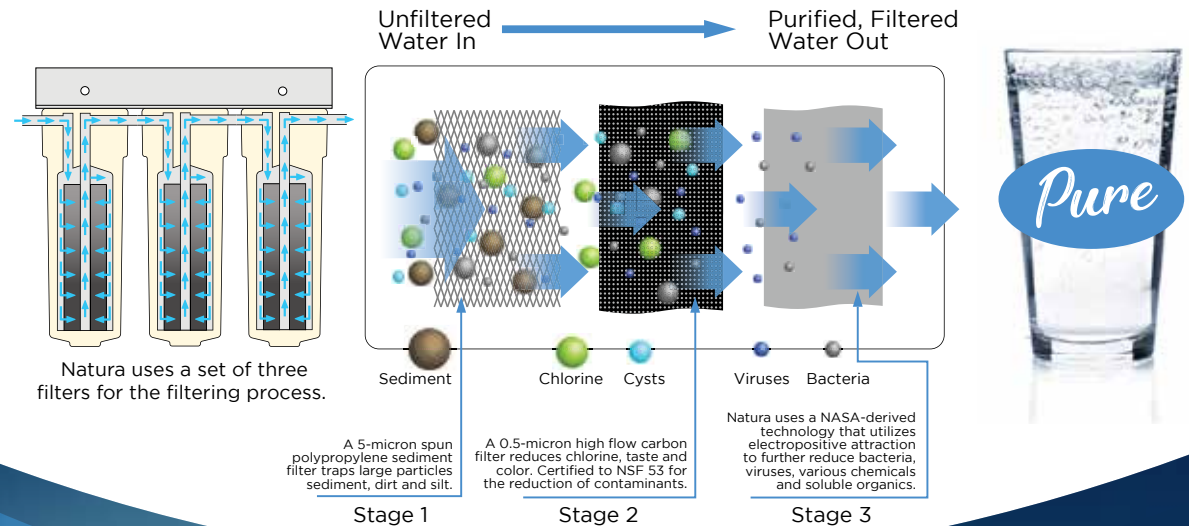 Unfiltered
Water In
Purified, Filtered
Water Out
Pure
Natura uses a set of three
filters for the filtering process.
Sediment
Chlorine
Cysts
Viruses
Bacteria
A 5-micron spun
polypropylene sediment
filter traps large particles
sediment, dirt and silt.
Stage 1
A 0.5-micron high flow carbon
filter reduces chlorine, taste and
color. Certified to NSF 53 for
the reduction of contaminants.
Stage 2
Natura uses a NASA-derived
technology that utilizes
electropositive attraction
to further reduce bacteria,
viruses, various chemicals
and soluble organics.
Stage 3